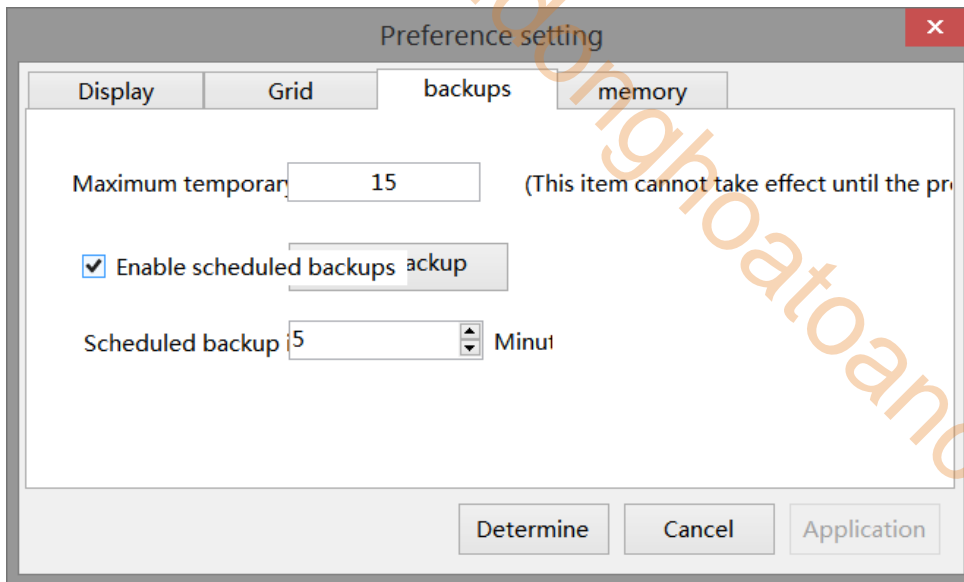 Preference setting
Display Grid backups memory
Maximum temporary 15 (This item cannot take effect until the pr
Enable scheduled backups ackup
Scheduled backup i 5 Minut
Determine Cancel Application
donghoatoano